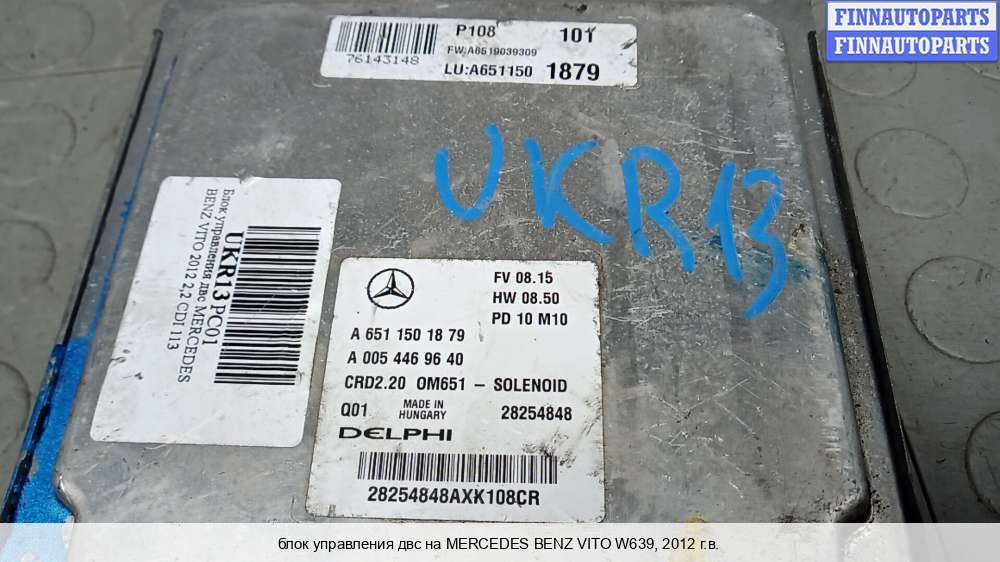 FINNAUTOPARTS
FINNAUTOPARTS
P108 101
FW:A6519039309
76143148
LU:A651150 1879
UKR13
Блок управления двс MERCEDES
BENZ VITO 2012 2,2 CDI 113
UKR13PC01
FV 08.15
HW 08.50
PD 10 M10
A 651 150 18 79
A 005 446 96 40
CRD2.20 OM651 - SOLENOID
Q01 MADE IN HUNGARY 28254848
DELPHI
28254848AXK108CR
блок управления двс на MERCEDES BENZ VITO W639, 2012 г.в.